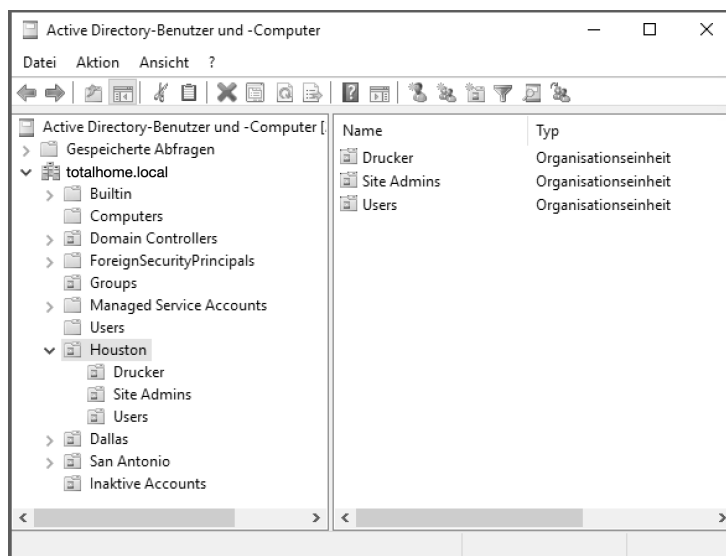 Active Directory-Benutzer und -Computer
Datei Aktion Ansicht ?
Active Directory-Benutzer und -Computer [.
Gespeicherte Abfragen
totalhome.local
Builtin
Computers
Domain Controllers
ForeignSecurityPrincipals
Groups
Managed Service Accounts
Users
Houston
Drucker
Site Admins
Users
Dallas
San Antonio
Inaktive Accounts
Name Typ
Drucker Organisationseinheit
Site Admins Organisationseinheit
Users Organisationseinheit